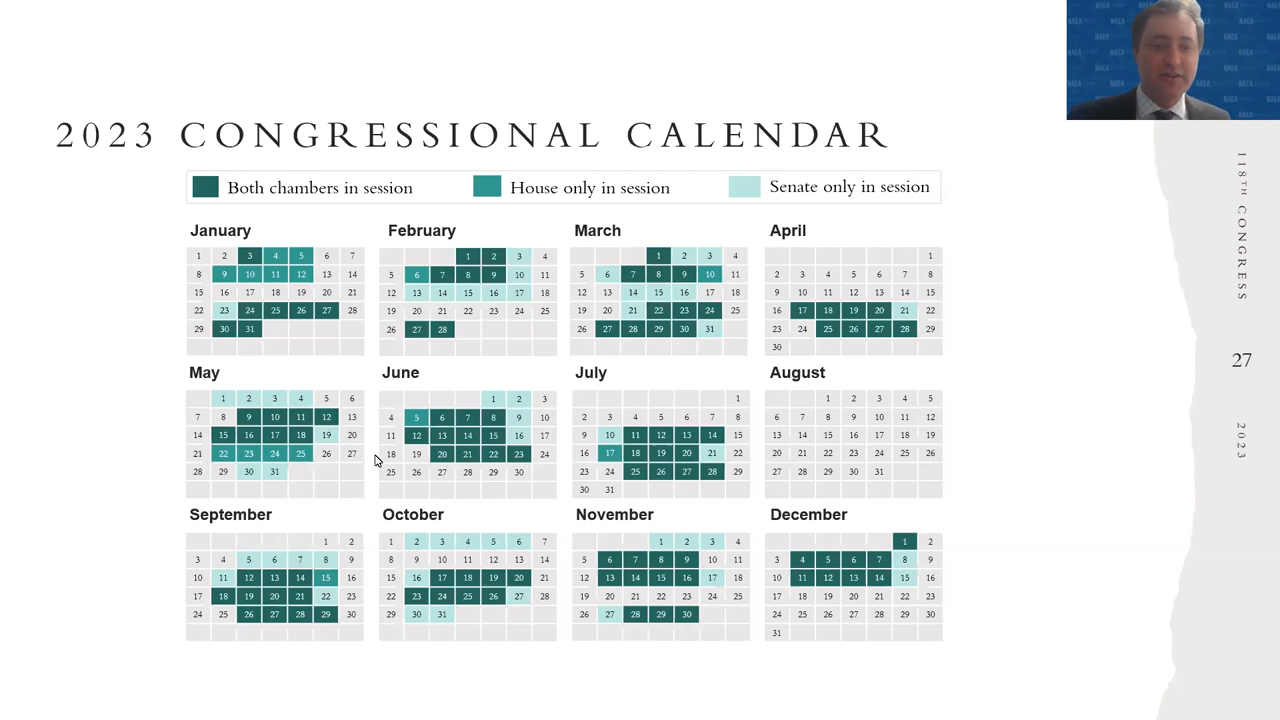 2023 CONGRESSIONAL CALENDAR
Both chambers in session House only in session Senate only in session
January February March April
1 2 3 4 5 6 7 1 2 3 4 1 2 3 4 1
8 9 10 11 12 13 14 5 6 7 8 9 10 11 5 6 7 8 9 10 11 2 3 4 5 6 7 8
15 16 17 18 19 20 21 12 13 14 15 16 17 18 12 13 14 15 16 17 18 9 10 11 12 13 14 15
22 23 24 25 26 27 28 19 20 21 22 23 24 25 19 20 21 22 23 24 25 16 17 18 19 20 21 22
29 30 31 26 27 28 26 27 28 29 30 31 23 24 25 26 27 28 29
30
May June July August
1 2 3 4 5 6 1 2 3 1 1 2 3 4 5
7 8 9 10 11 12 13 4 5 6 7 8 9 10 2 3 4 5 6 7 8 6 7 8 9 10 11 12
14 15 16 17 18 19 20 11 12 13 14 15 16 17 9 10 11 12 13 14 15 13 14 15 16 17 18 19
21 22 23 24 25 26 27 18 19 20 21 22 23 24 16 17 18 19 20 21 22 20 21 22 23 24 25 26
28 29 30 31 25 26 27 28 29 30 23 24 25 26 27 28 29 27 28 29 30 31
30 31
September October November December
1 2 1 2 3 4 5 6 7 1 2 3 4 1 2
3 4 5 6 7 8 9 8 9 10 11 12 13 14 5 6 7 8 9 10 11 3 4 5 6 7 8 9
10 11 12 13 14 15 16 15 16 17 18 19 20 21 12 13 14 15 16 17 18 10 11 12 13 14 15 16
17 18 19 20 21 22 23 22 23 24 25 26 27 28 19 20 21 22 23 24 25 17 18 19 20 21 22 23
24 25 26 27 28 29 30 29 30 31 26 27 28 29 30 24 25 26 27 28 29 30
31
118TH CONGRESS
27
2023
NAEA